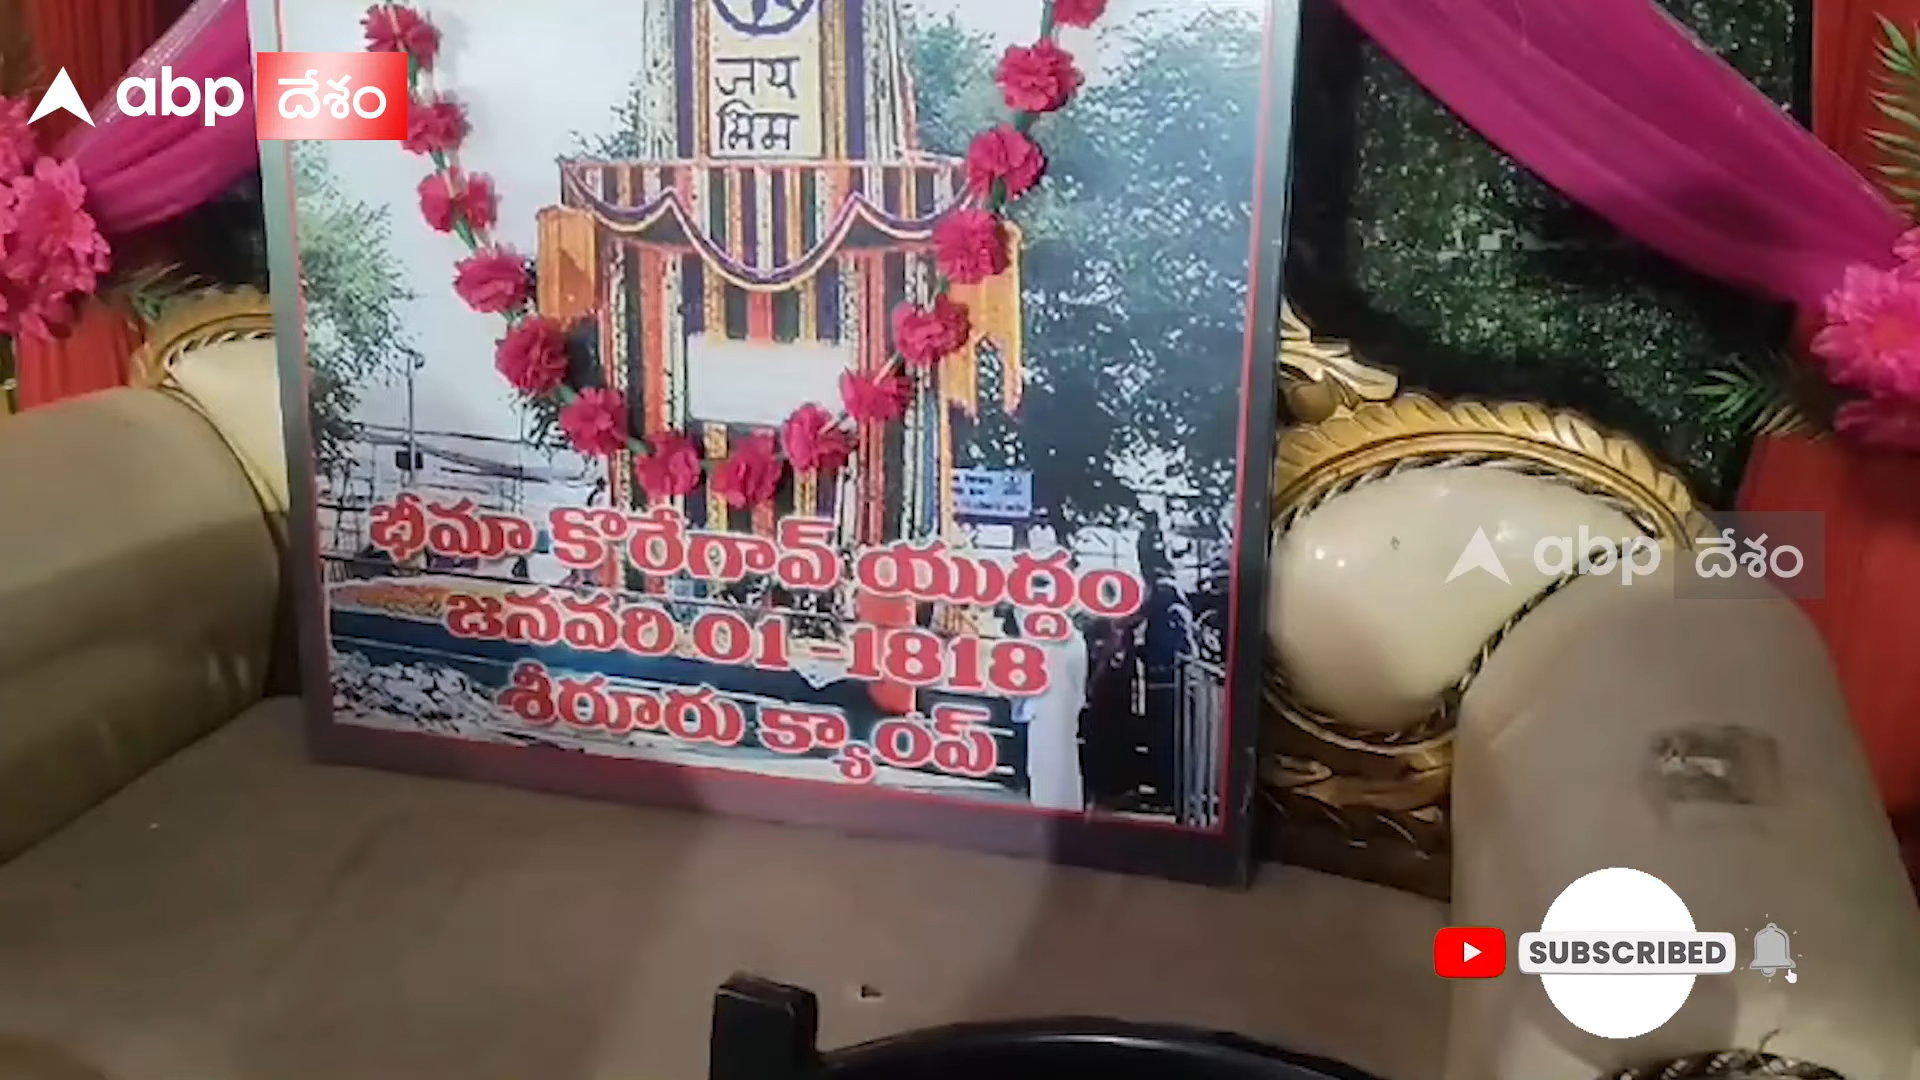 abp దేశం
जय
भिम
భీమా కొరేగావ్ యుద్దం
జనవరి 01 -1818
శీరూరు క్యాంప్
abp దేశం
SUBSCRIBED